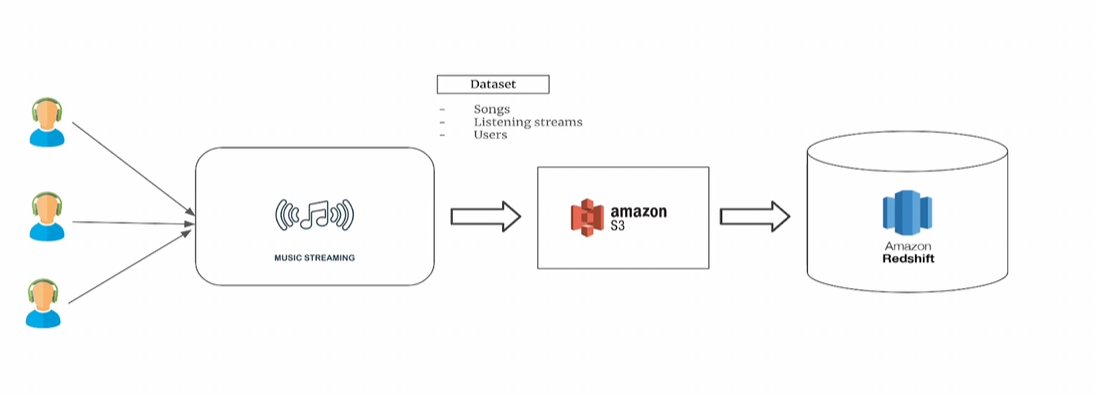 Dataset
- Songs
- Listening streams
- Users
MUSIC STREAMING
amazon
S3
Amazon
Redshift